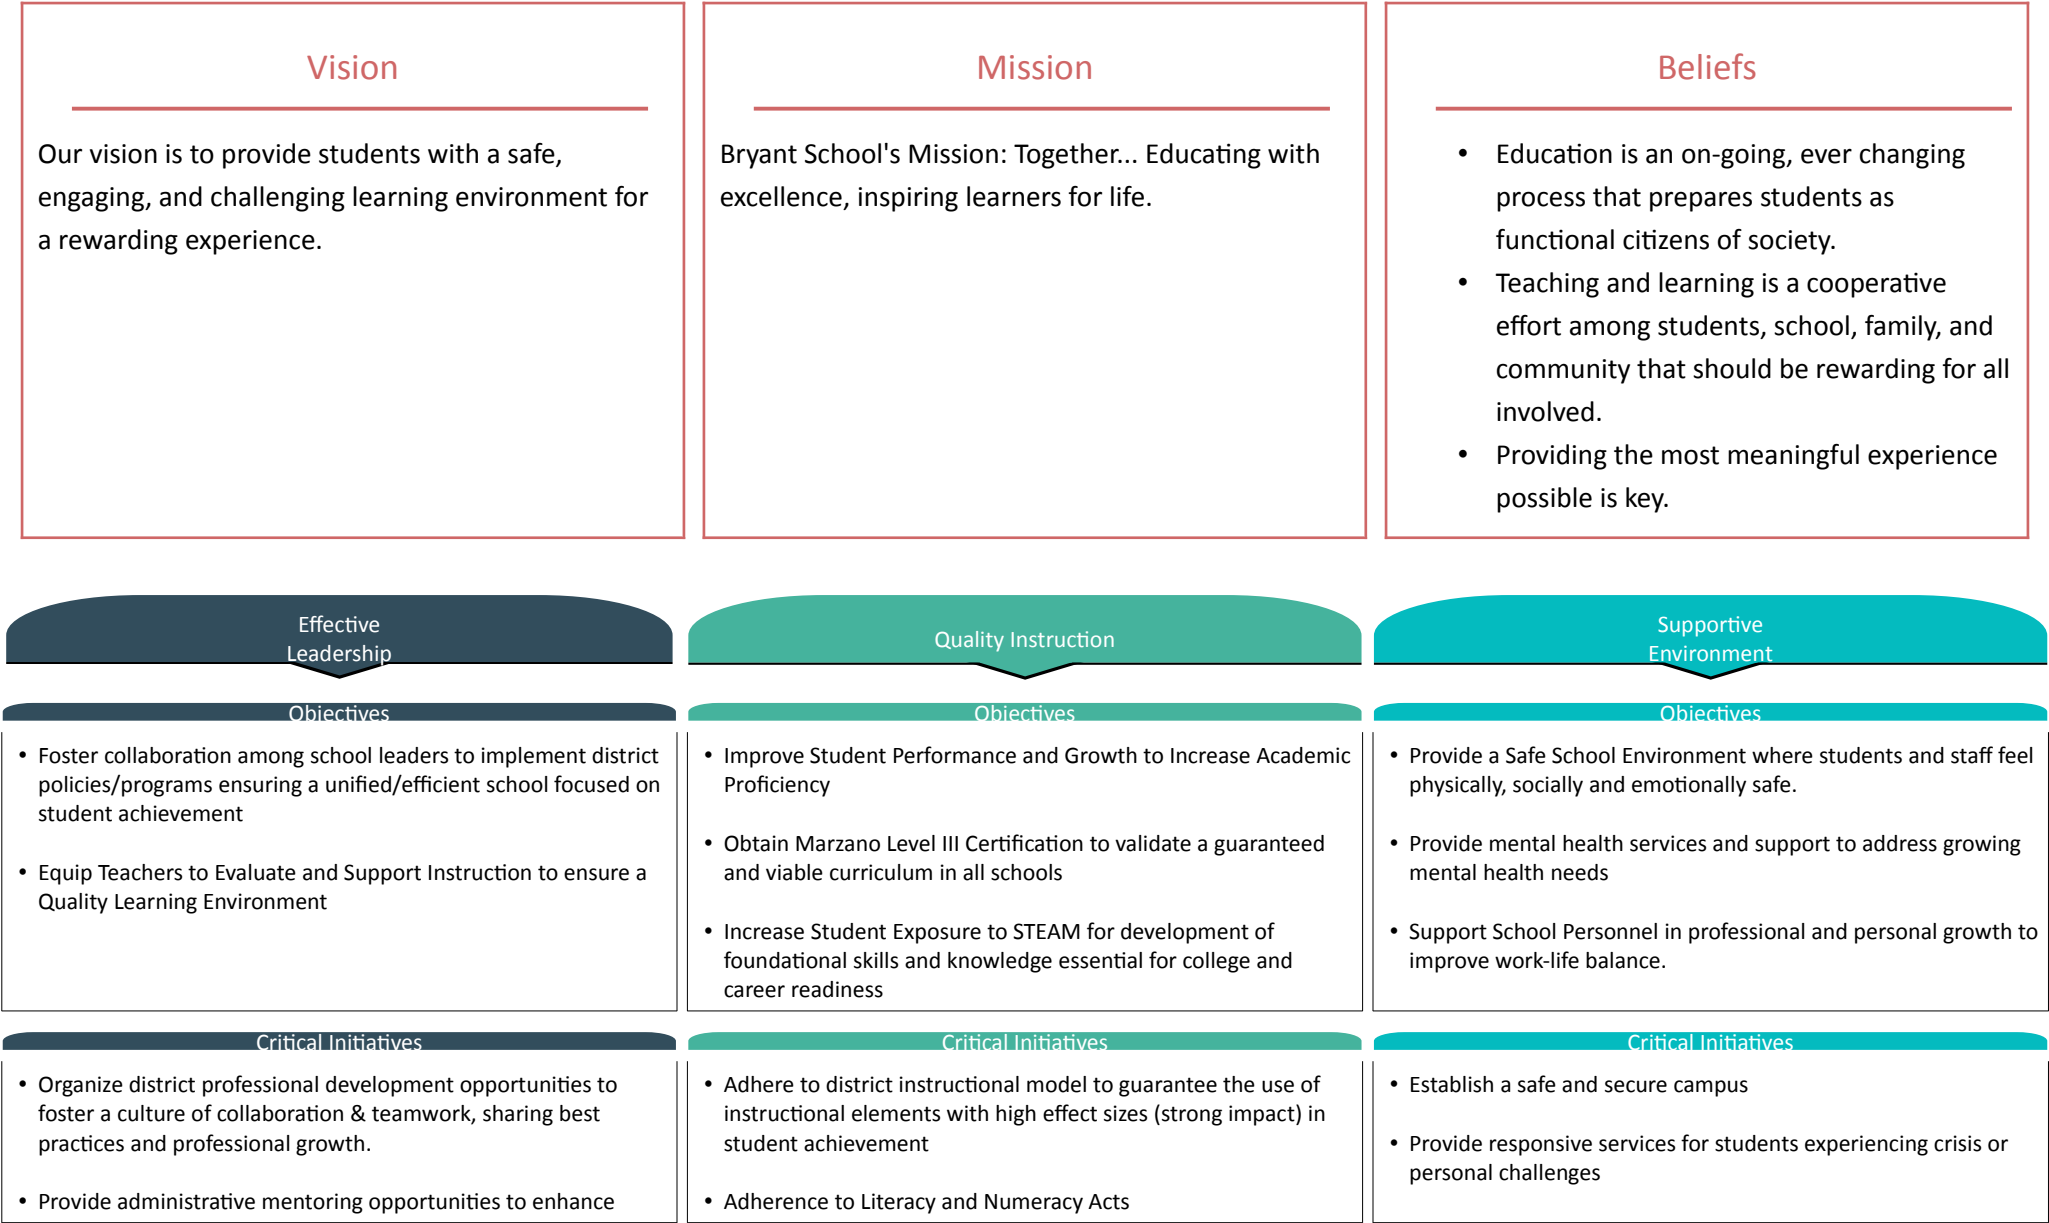 Vision
Our vision is to provide students with a safe,
engaging, and challenging learning environment for
a rewarding experience.
Mission
Bryant School's Mission: Together... Educating with
excellence, inspiring learners for life.
Beliefs
• Education is an on-going, ever changing
process that prepares students as
functional citizens of society.
• Teaching and learning is a cooperative
effort among students, school, family, and
community that should be rewarding for all
involved.
• Providing the most meaningful experience
possible is key.
Effective
Leadership
Objectives
• Foster collaboration among school leaders to implement district
policies/programs ensuring a unified/efficient school focused on
student achievement
• Equip Teachers to Evaluate and Support Instruction to ensure a
Quality Learning Environment
Critical Initiatives
• Organize district professional development opportunities to
foster a culture of collaboration & teamwork, sharing best
practices and professional growth.
• Provide administrative mentoring opportunities to enhance
Quality Instruction
Objectives
• Improve Student Performance and Growth to Increase Academic
Proficiency
• Obtain Marzano Level III Certification to validate a guaranteed
and viable curriculum in all schools
• Increase Student Exposure to STEAM for development of
foundational skills and knowledge essential for college and
career readiness
Critical Initiatives
• Adhere to district instructional model to guarantee the use of
instructional elements with high effect sizes (strong impact) in
student achievement
• Adherence to Literacy and Numeracy Acts
Supportive
Environment
Objectives
• Provide a Safe School Environment where students and staff feel
physically, socially and emotionally safe.
• Provide mental health services and support to address growing
mental health needs
• Support School Personnel in professional and personal growth to
improve work-life balance.
Critical Initiatives
• Establish a safe and secure campus
• Provide responsive services for students experiencing crisis or
personal challenges